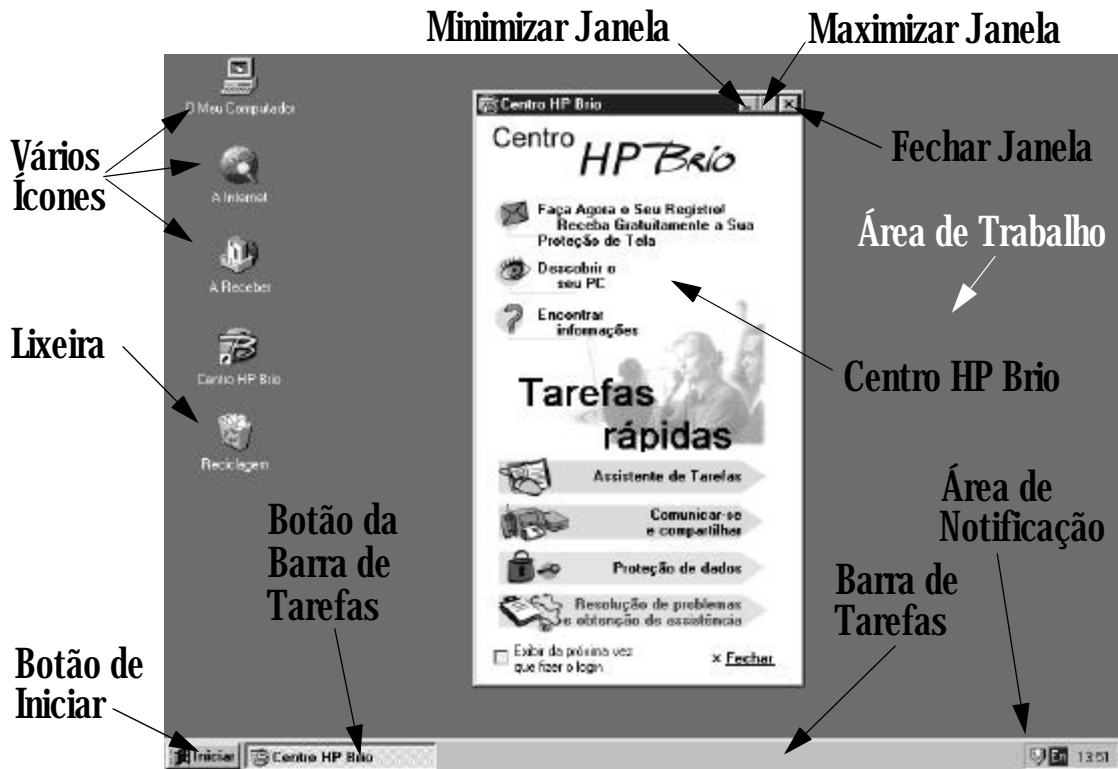 Minimizar Janela
Maximizar Janela
O Meu Computador
Centro HP Brio
Vários
Ícones
Fechar Janela
A Internet
Centro
HP BRIO
Faça Agora o Seu Registro!
Receba Gratuitamente a Sua
Proteção de Tela
Área de Trabalho
A Receber
Descobrir o
seu PC
Encontrar
informações
Lixeira
Centro HP Brio
Centro HP Brio
Tarefas
rápidas
Reciclagem
Assistente de Tarefas
Área de
Notificação
Botão da
Barra de
Tarefas
Comunicar-se
e compartilhar
Proteção de dados
Barra de
Tarefas
Resolução de problemas
e obtenção de assistência
Exibir da próxima vez
que fizer o login
× Fechar
Botão de
Iniciar
Iniciar
Centro HP Brio
En
13:51